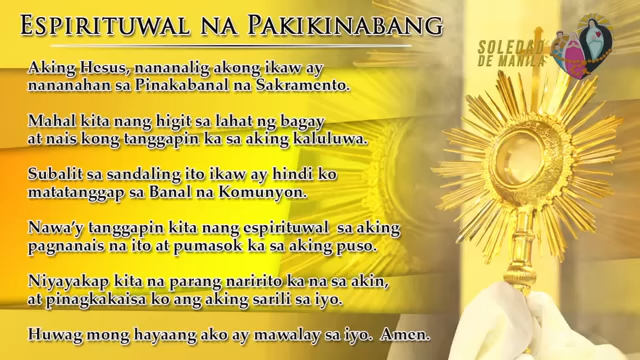 ESPIRITUWAL NA PAKIKINABANG
SOLEDAD
DE MANILA
Aking Hesus, nananalig akong ikaw ay
nananahan sa Pinakabanal na Sakramento.
Mahal kita nang higit sa lahat ng bagay
at nais kong tanggapin ka sa aking kaluluwa.
Subalit sa sandaling ito ikaw ay hindi ko
matatanggap sa Banal na Komunyon.
Nawa'y tanggapin kita nang espirituwal sa aking
pagnanais na ito at pumasok ka sa aking puso.
Niyayakap kita na parang naririto ka na sa akin,
at pinagkakaisa ko ang aking sarili sa iyo.
Huwag mong hayaang ako ay mawalay sa iyo. Amen.